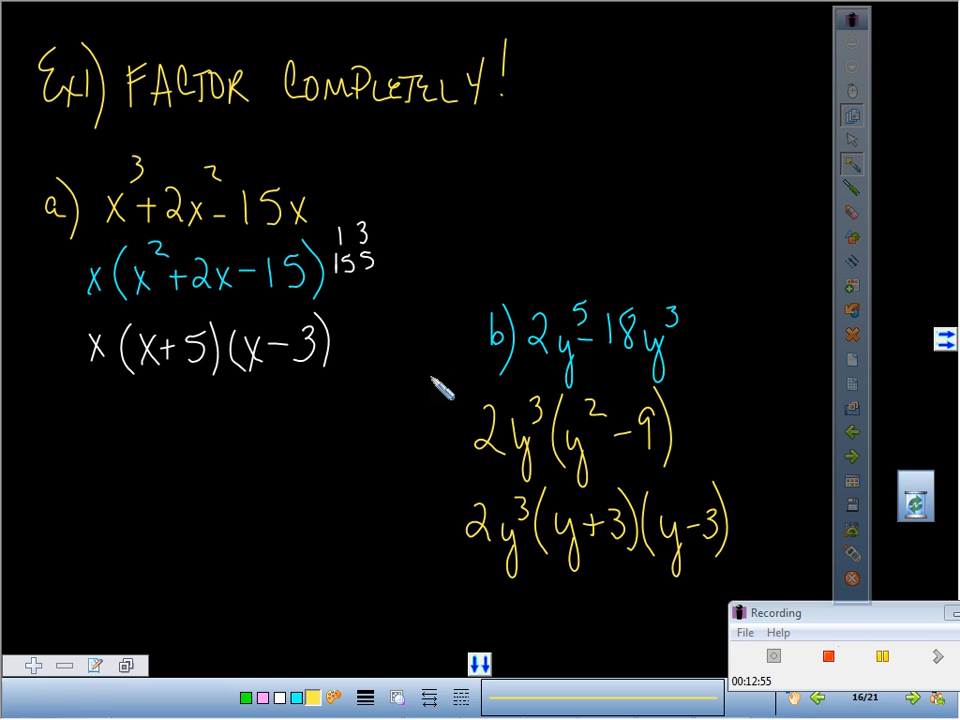 Ex1) FACTOR COMPLETELY!
a) x³+2x²-15x
x(x²+2x-15)
1 3
15 5
x(x+5)(x-3)
b) 2y⁵-18y³
2y³(y²-9)
2y³(y+3)(y-3)
Recording
File Help
00:12:55
16/21